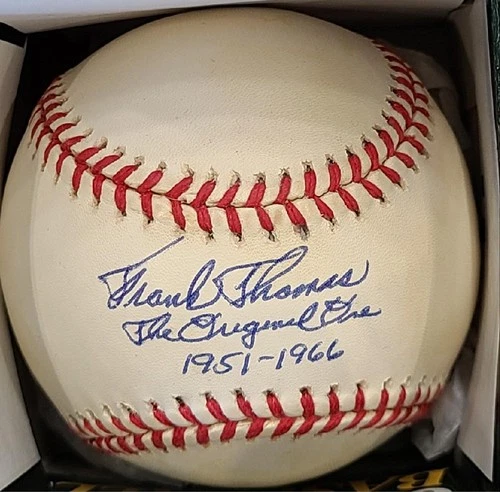 Frank Thomas
The Original One
1951-1966